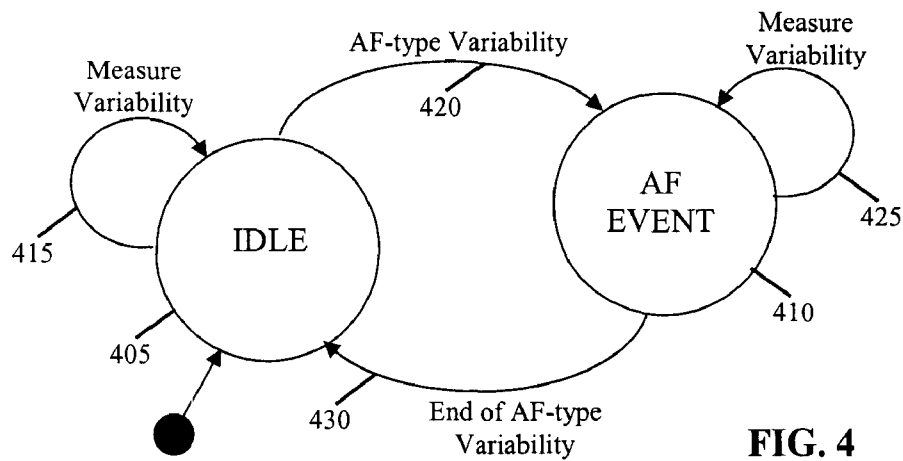 AF-type Variability
420
Measure
Variability
415
IDLE
405
Measure
Variability
425
AF
EVENT
410
430
End of AF-type
Variability
FIG. 4